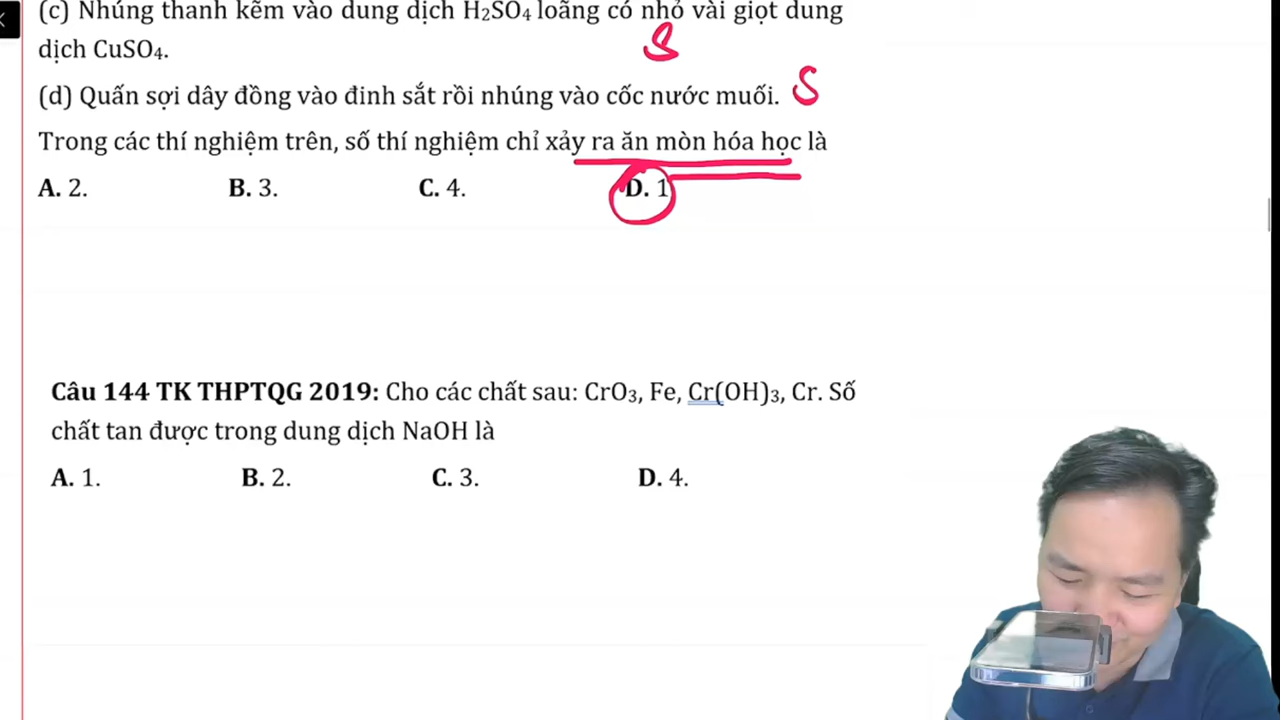 (c) Nhúng thanh kẽm vào dung dịch H₂SO₄ loãng có nhỏ vài giọt dung
dịch CuSO₄.
S
(d) Quấn sợi dây đồng vào đinh sắt rồi nhúng vào cốc nước muối. S
Trong các thí nghiệm trên, số thí nghiệm chỉ xảy ra ăn mòn hóa học là
A. 2. B. 3. C. 4. D. 1
Câu 144 TK THPTQG 2019: Cho các chất sau: CrO₃, Fe, Cr(OH)₃, Cr. Số
chất tan được trong dung dịch NaOH là
A. 1. B. 2. C. 3. D. 4.